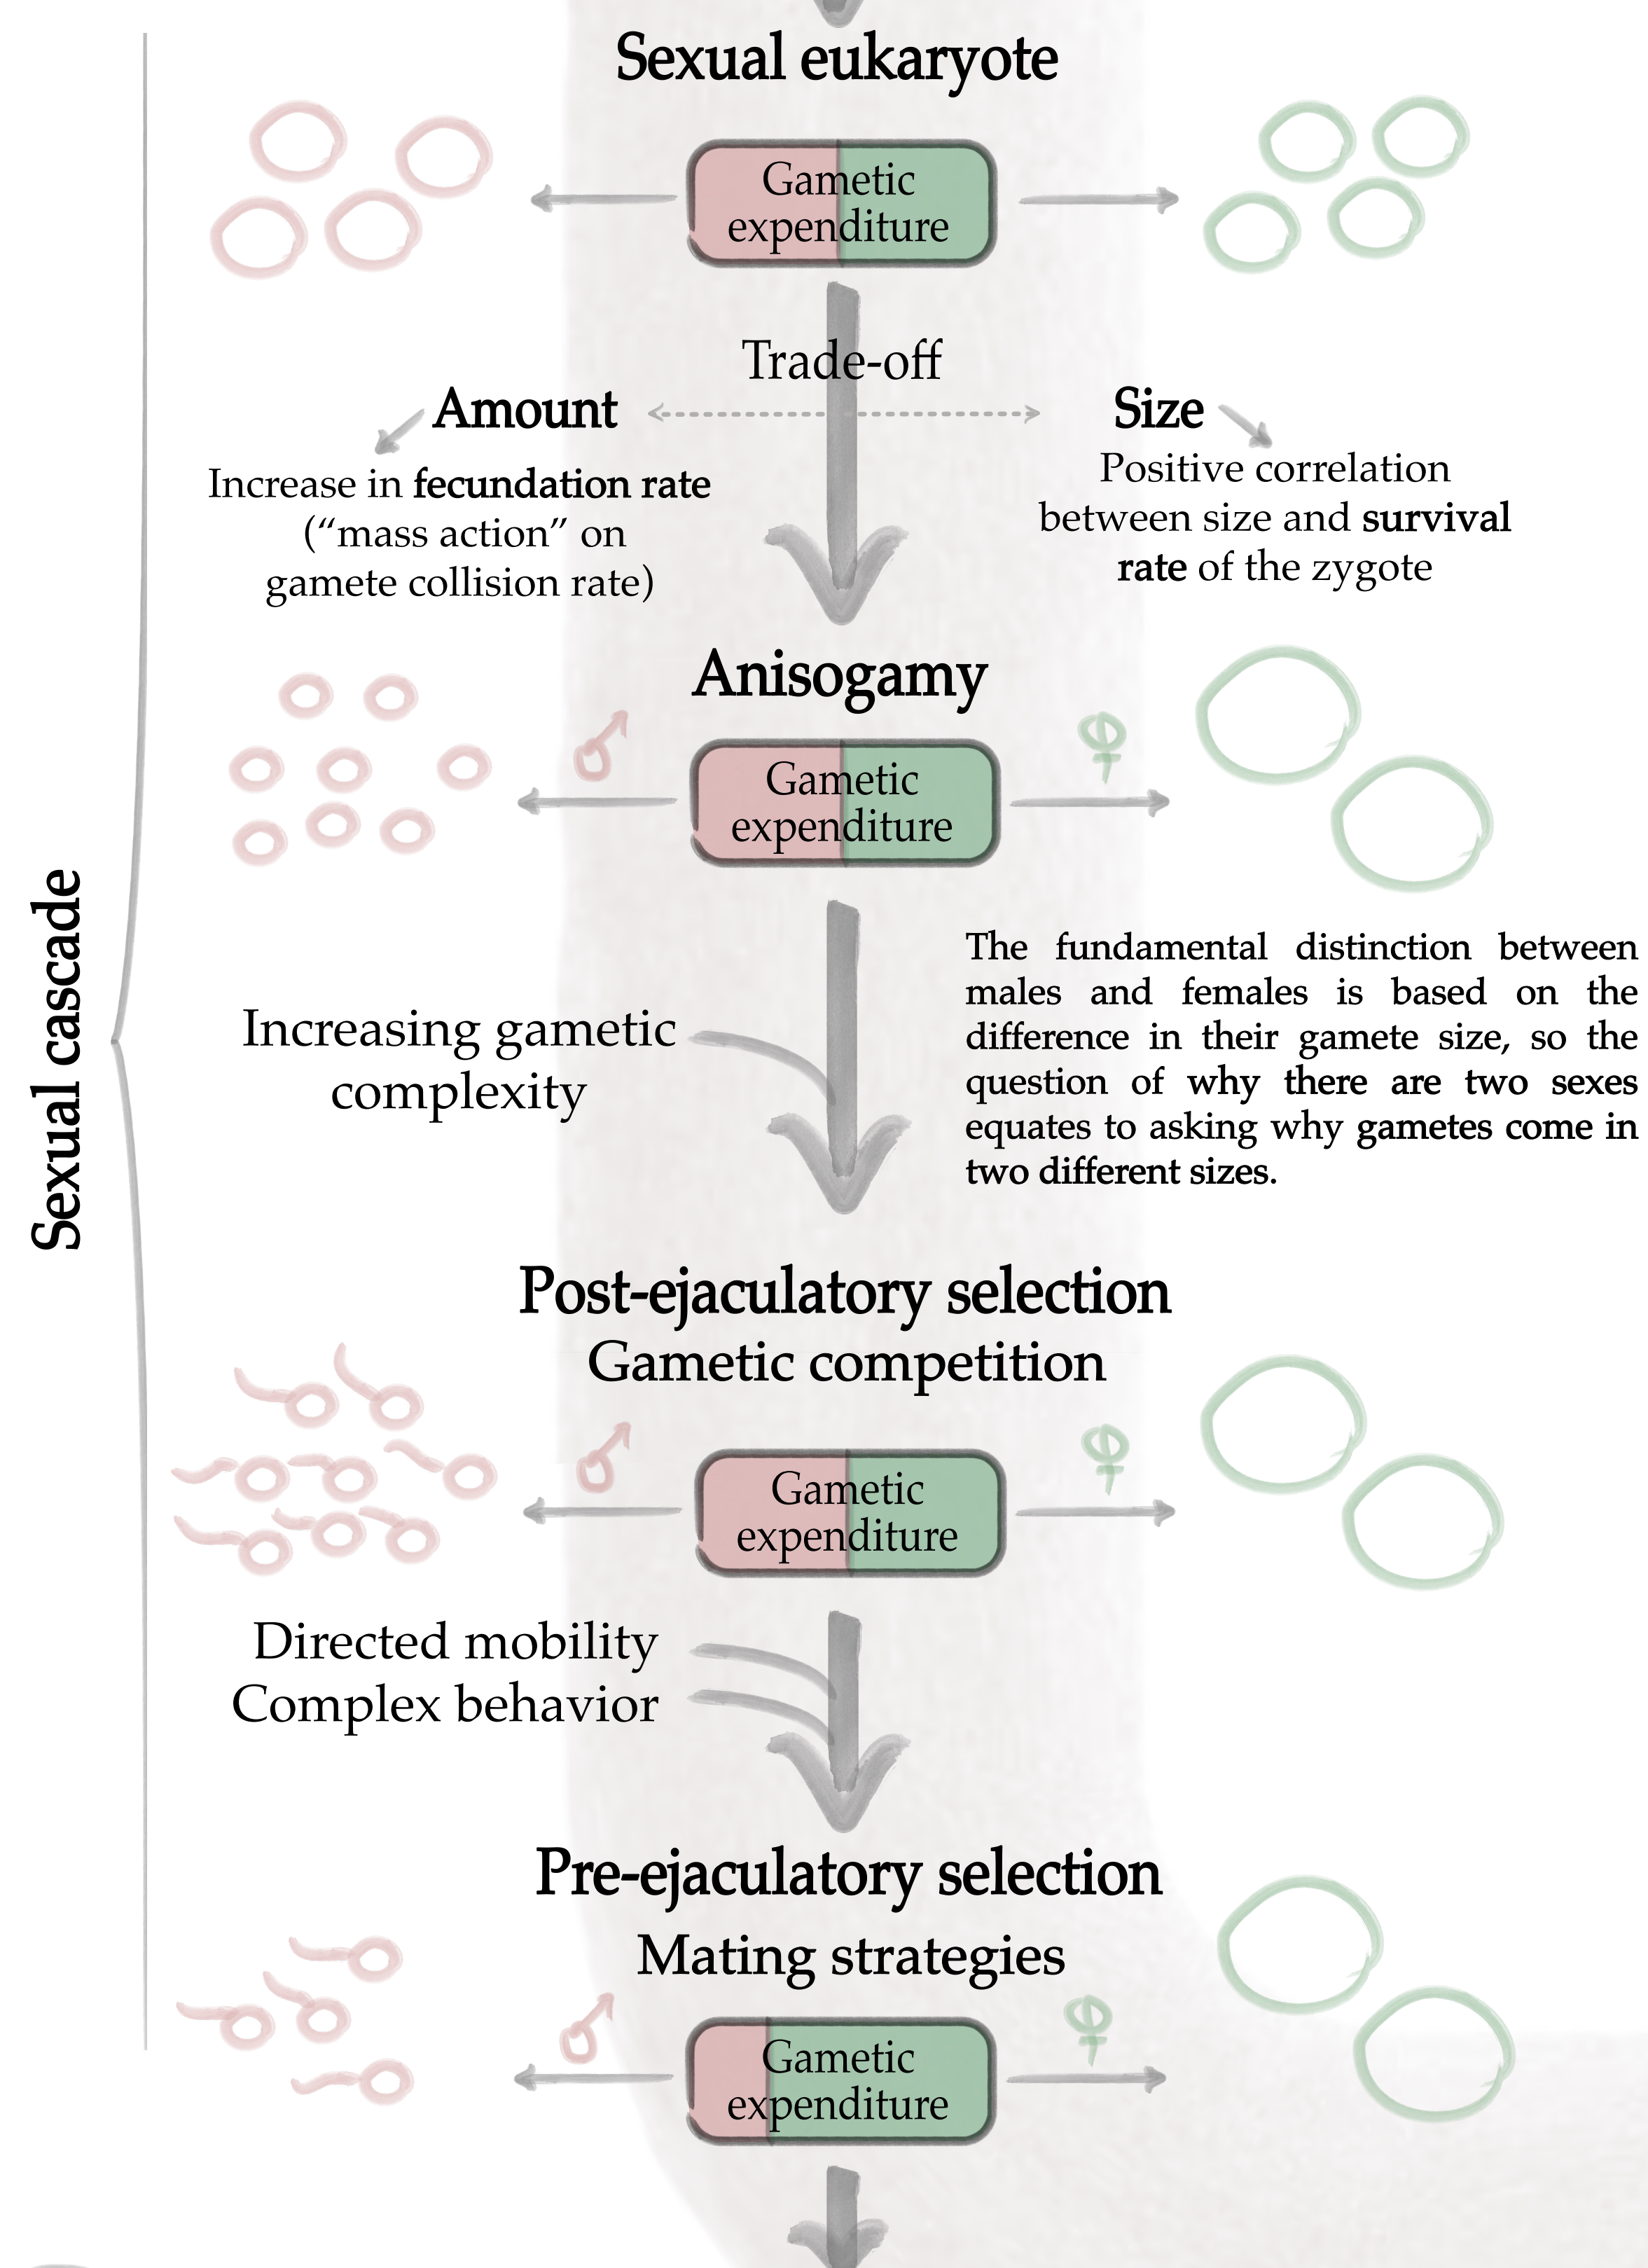 Sexual cascade
Sexual eukaryote
Gametic
expenditure
Trade-off
Amount
Size
Increase in fecundation rate
(“mass action” on
gamete collision rate)
Positive correlation
between size and survival
rate of the zygote
Anisogamy
♂
♀
Gametic
expenditure
Increasing gametic
complexity
The fundamental distinction between
males and females is based on the
difference in their gamete size, so the
question of why there are two sexes
equates to asking why gametes come in
two different sizes.
Post-ejaculatory selection
Gametic competition
♂
♀
Gametic
expenditure
Directed mobility
Complex behavior
Pre-ejaculatory selection
Mating strategies
♂
♀
Gametic
expenditure